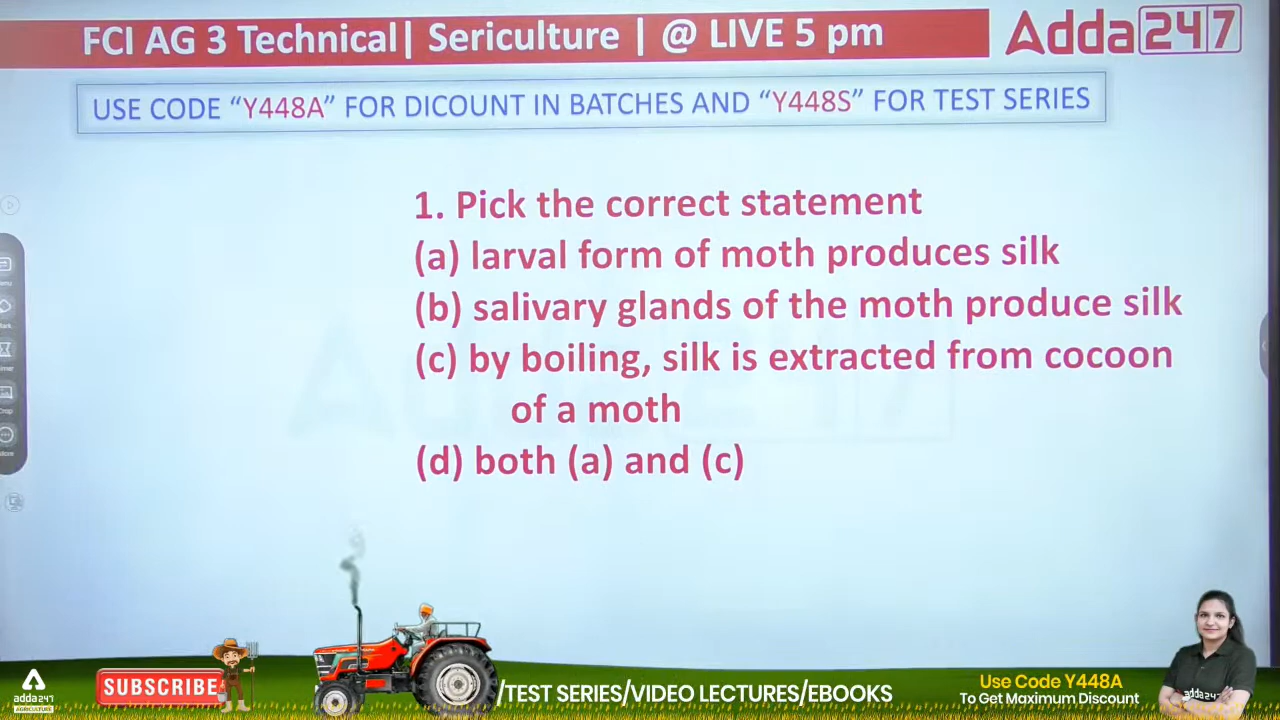 FCI AG 3 Technical| Sericulture | @ LIVE 5 pm
Adda247
USE CODE “Y448A” FOR DICOUNT IN BATCHES AND “Y448S” FOR TEST SERIES
1. Pick the correct statement
(a) larval form of moth produces silk
(b) salivary glands of the moth produce silk
(c) by boiling, silk is extracted from cocoon
of a moth
(d) both (a) and (c)
adda247
AGRICULTURE
SUBSCRIBE
/TEST SERIES/VIDEO LECTURES/EBOOKS
Use Code Y448A
To Get Maximum Discount
adda247